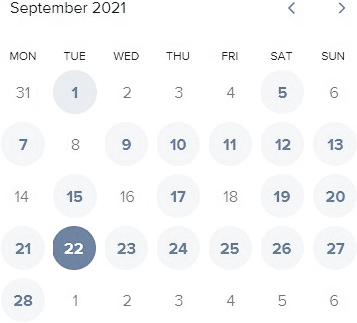 September 2021
MON TUE WED THU FRI SAT SUN
31 1 2 3 4 5 6
7 8 9 10 11 12 13
14 15 16 17 18 19 20
21 22 23 24 25 26 27
28 1 2 3 4 5 6